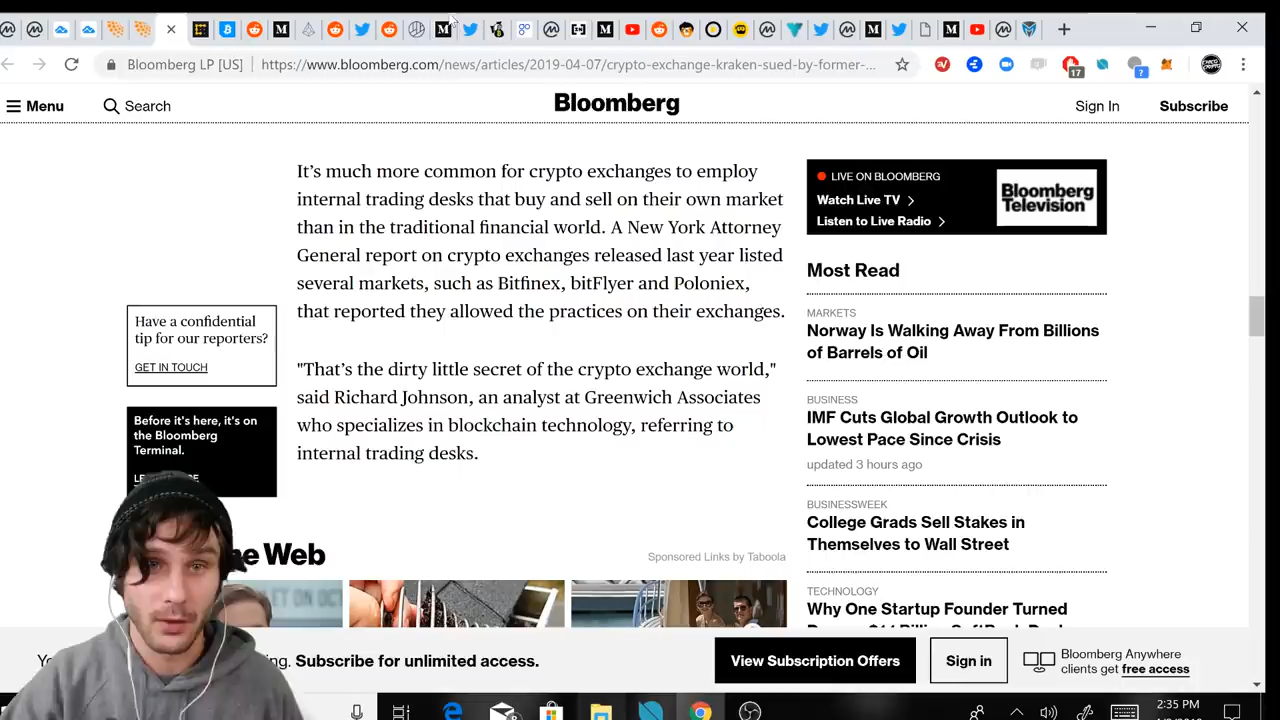 Bloomberg LP [US]
https://www.bloomberg.com/news/articles/2019-04-07/crypto-exchange-kraken-sued-by-former-...
17
?
Menu
Search
Bloomberg
Sign In
Subscribe
It’s much more common for crypto exchanges to employ
internal trading desks that buy and sell on their own market
than in the traditional financial world. A New York Attorney
General report on crypto exchanges released last year listed
several markets, such as Bitfinex, bitFlyer and Poloniex,
that reported they allowed the practices on their exchanges.
"That’s the dirty little secret of the crypto exchange world,"
said Richard Johnson, an analyst at Greenwich Associates
who specializes in blockchain technology, referring to
internal trading desks.
Have a confidential
tip for our reporters?
GET IN TOUCH
Before it's here, it's on
the Bloomberg
Terminal.
LIVE ON BLOOMBERG
Watch Live TV
Listen to Live Radio
Bloomberg
Television
Most Read
MARKETS
Norway Is Walking Away From Billions
of Barrels of Oil
BUSINESS
IMF Cuts Global Growth Outlook to
Lowest Pace Since Crisis
updated 3 hours ago
BUSINESSWEEK
College Grads Sell Stakes in
Themselves to Wall Street
TECHNOLOGY
Why One Startup Founder Turned
Web
Sponsored Links by Taboola
Subscribe for unlimited access.
View Subscription Offers
Sign in
Bloomberg Anywhere
clients get free access
2:35 PM